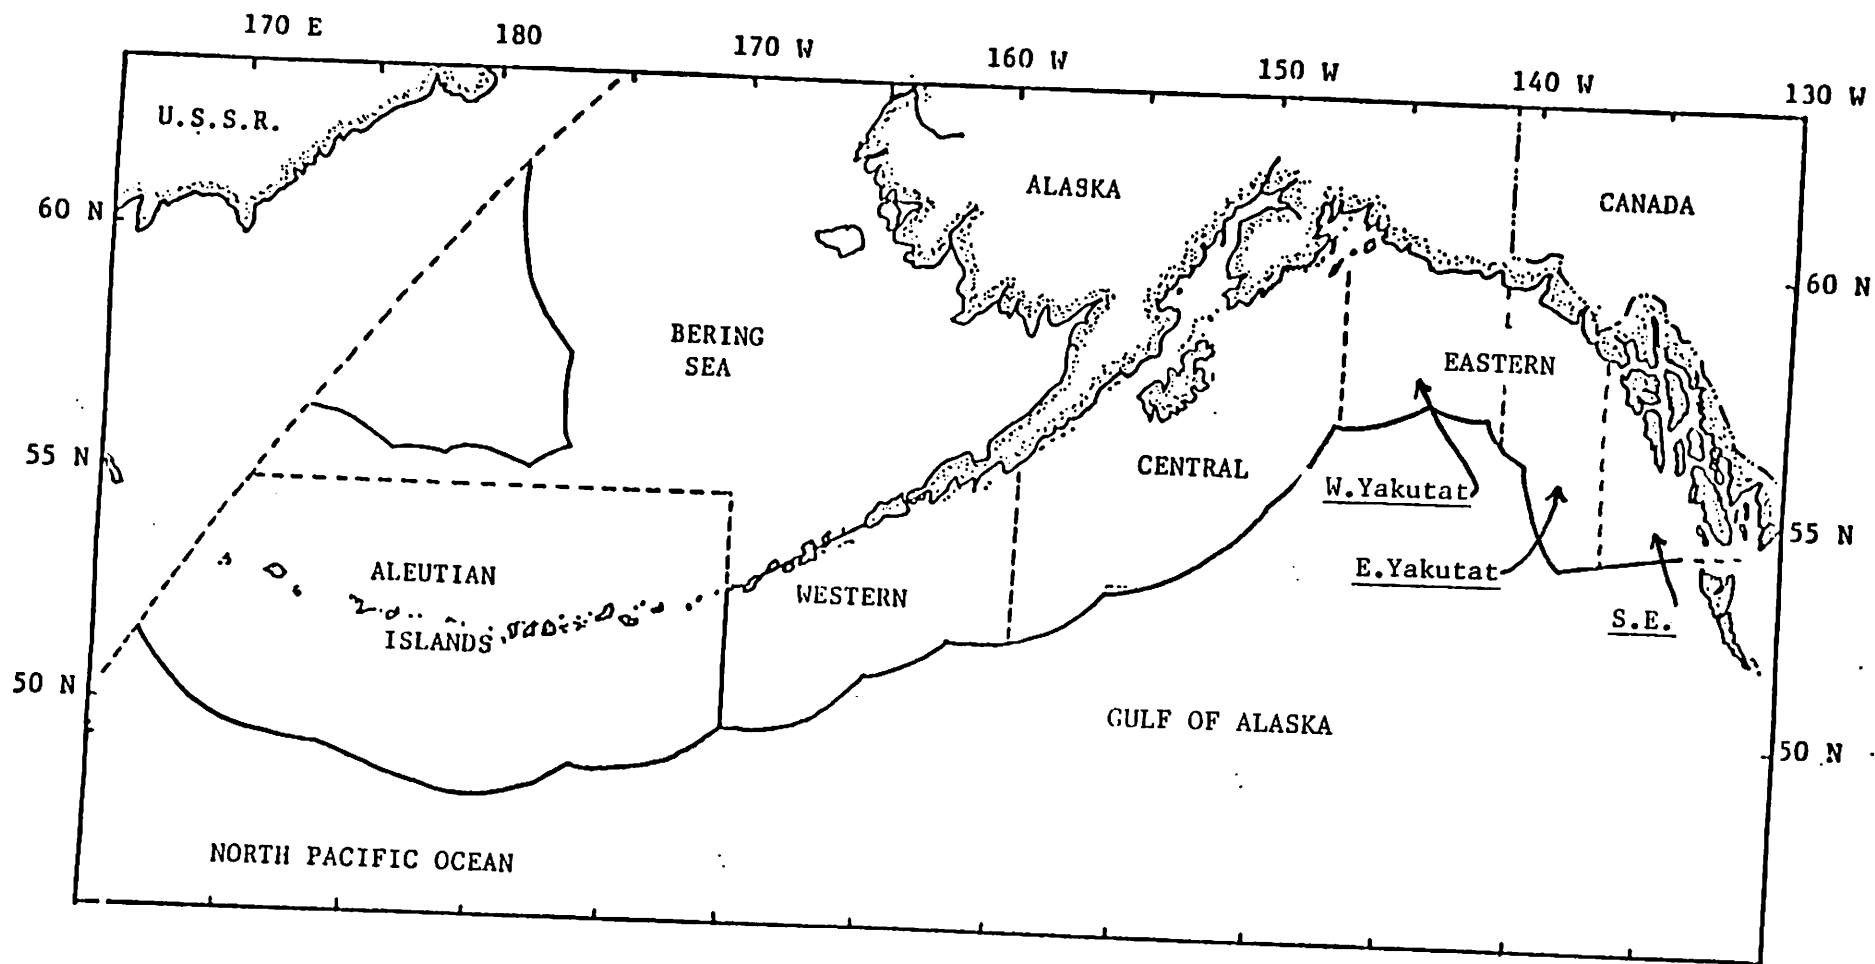 170 E
180
170 W
160 W
150 W
140 W
130 W
U.S.S.R.
ALASKA
CANADA
60 N
60 N
BERING
SEA
EASTERN
55 N
CENTRAL
W.Yakutat
55 N
ALEUTIAN
ISLANDS
WESTERN
E.Yakutat
S.E.
50 N
GULF OF ALASKA
50 N
NORTH PACIFIC OCEAN